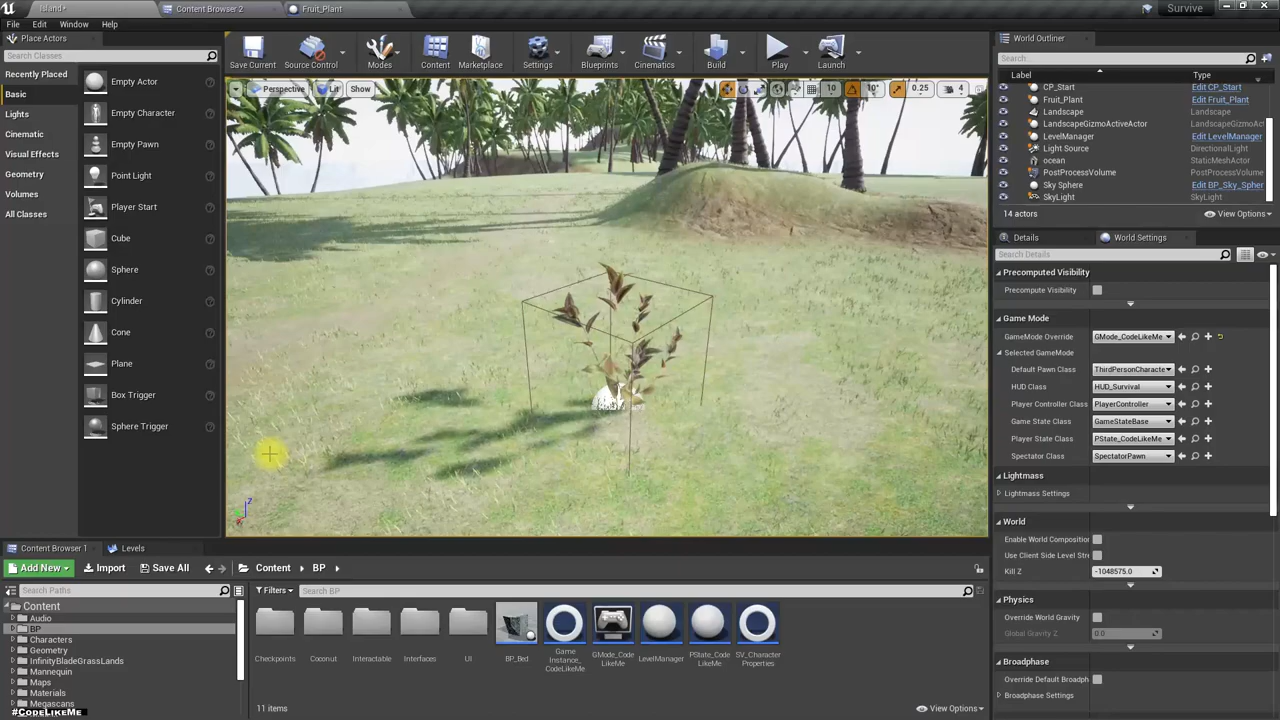 Island*
Content Browser 2
Fruit_Plant
Survive
File Edit Window Help
Place Actors
Search Classes
Recently Placed
Basic
Lights
Cinematic
Visual Effects
Geometry
Volumes
All Classes
Empty Actor
Empty Character
Empty Pawn
Point Light
Player Start
Cube
Sphere
Cylinder
Cone
Plane
Box Trigger
Sphere Trigger
Save Current
Source Control
Modes
Content
Marketplace
Settings
Blueprints
Cinematics
Build
Play
Launch
Perspective
Lit
Show
10
10°
0.25
4
World Outliner
Search...
Label
Type
CP_Start Edit CP_Start
Fruit_Plant Edit Fruit_Plant
Landscape Landscape
LandscapeGizmoActiveActor LandscapeGizmoAct
LevelManager Edit LevelManager
Light Source DirectionalLight
ocean StaticMeshActor
PostProcessVolume PostProcessVolume
Sky Sphere Edit BP_Sky_Spher
SkyLight SkyLight
14 actors
View Options
Details
World Settings
Search Details
Precomputed Visibility
Precompute Visibility
Game Mode
GameMode Override GMode_CodeLikeMe
Selected GameMode
Default Pawn Class ThirdPersonCharacte
HUD Class HUD_Survival
Player Controller Class PlayerController
Game State Class GameStateBase
Player State Class PState_CodeLikeMe
Spectator Class SpectatorPawn
Lightmass
Lightmass Settings
World
Enable World Composition
Use Client Side Level Stre
Kill Z -1048575.0
Physics
Override World Gravity
Global Gravity Z 0.0
Broadphase
Override Default Broadph
Broadphase Settings
Content Browser 1
Levels
Add New
Import
Save All
Content
BP
Search Paths
Filters
Search BP
Content
Audio
BP
Characters
Geometry
InfinityBladeGrassLands
Mannequin
Maps
Materials
Megascans
#CodeLikeMe
Checkpoints
Coconut
Interactable
Interfaces
UI
BP_Bed
Game
Instance_
CodeLikeMe
GMode_Code
LikeMe
LevelManager
PState_Code
LikeMe
SV_Character
Properties
11 items
View Options